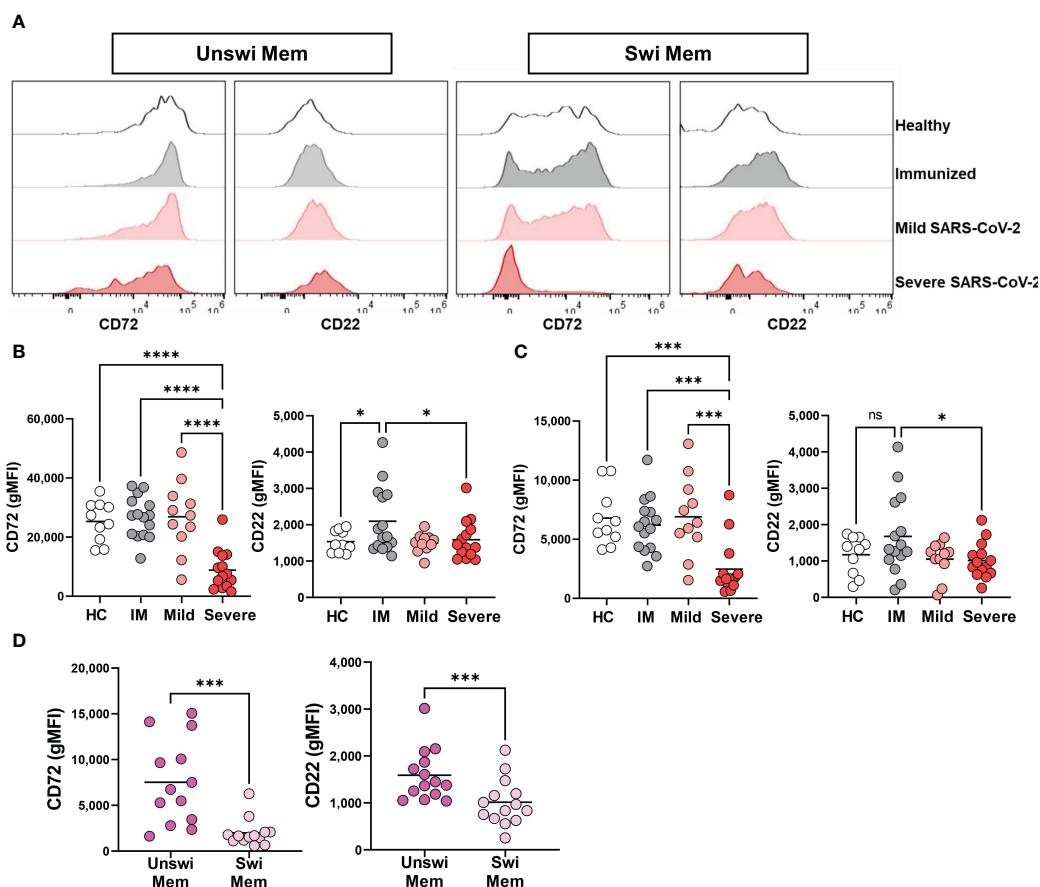 A
Unswi Mem
Swi Mem
Healthy
Immunized
Mild SARS-CoV-2
Severe SARS-CoV-2
0 10^4 10^5 10^6
0 10^4 10^5 10^6
0 10^4 10^5 10^6
0 10^4 10^5 10^6
CD72
CD22
CD72
CD22
B
****
****
****
60,000
40,000
20,000
0
CD72 (gMFI)
HC IM Mild Severe
* *
5,000
4,000
3,000
2,000
1,000
0
CD22 (gMFI)
HC IM Mild Severe
C
***
***
***
15,000
10,000
5,000
0
CD72 (gMFI)
HC IM Mild Severe
ns *
5,000
4,000
3,000
2,000
1,000
0
CD22 (gMFI)
HC IM Mild Severe
D
***
20,000
15,000
10,000
5,000
0
CD72 (gMFI)
Unswi Swi
Mem Mem
***
4,000
3,000
2,000
1,000
0
CD22 (gMFI)
Unswi Swi
Mem Mem